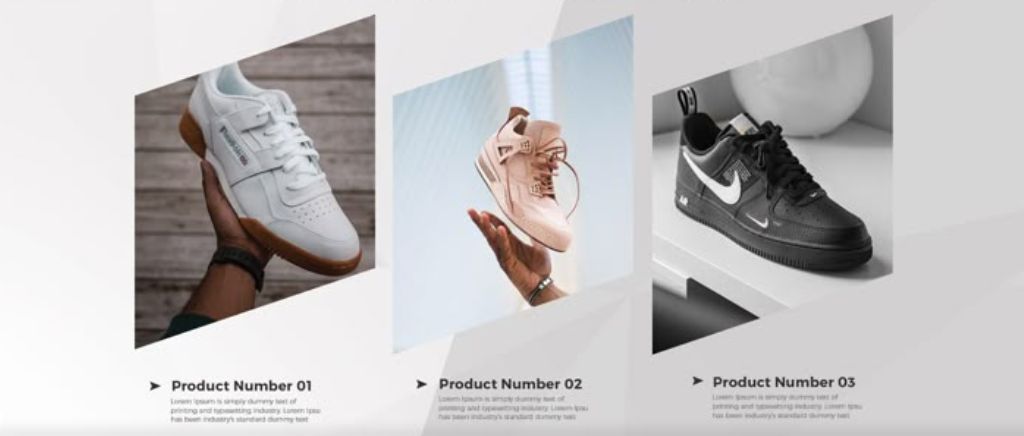 Product Number 01
Lorem Ipsum is simply dummy text of
printing and typesetting industry. Lorem Ipsu
has been industry's standard dummy text
Product Number 02
Lorem Ipsum is simply dummy text of
printing and typesetting industry. Lorem Ipsu
has been industry's standard dummy text
Product Number 03
Lorem Ipsum is simply dummy text of
printing and typesetting industry. Lorem Ipsu
has been industry's standard dummy text